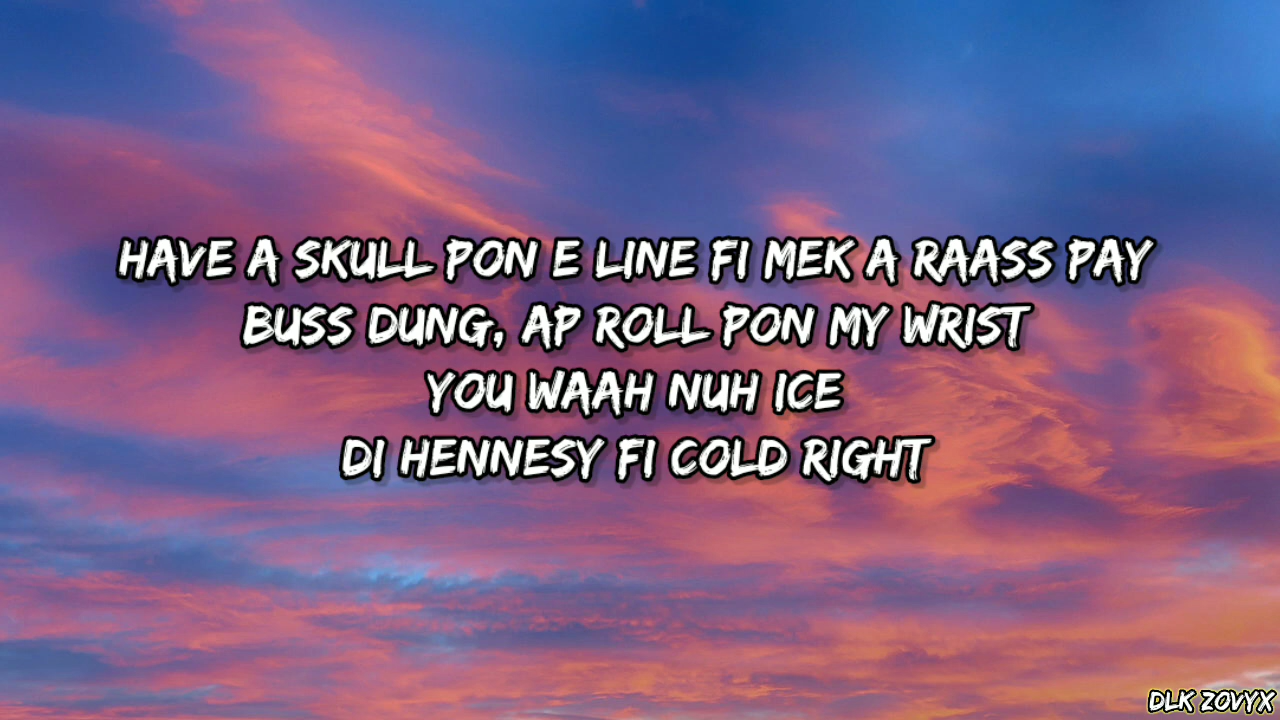 HAVE A SKULL PON E LINE FI MEK A RAASS PAY
BUSS DUNG, AP ROLL PON MY WRIST
YOU WAAH NUH ICE
DI HENNESY FI COLD RIGHT
DLK ZOVYX